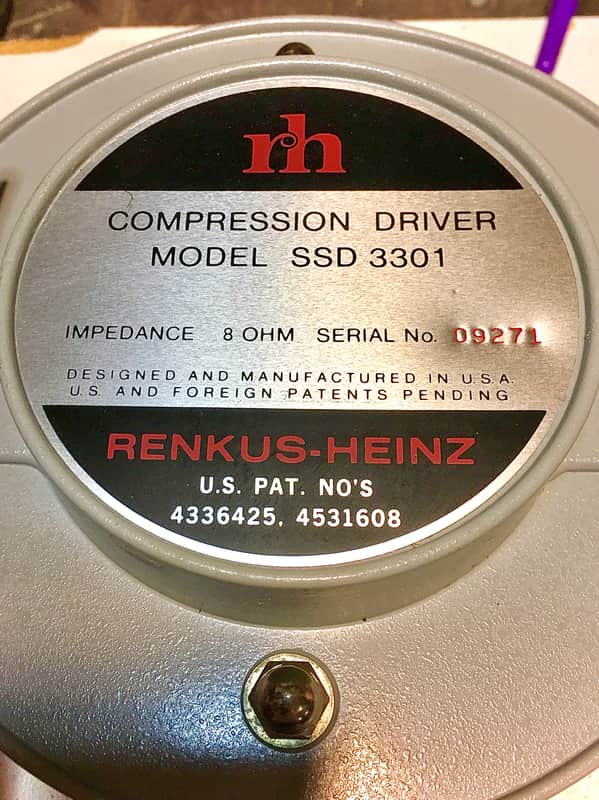 rh
COMPRESSION DRIVER
MODEL SSD 3301
IMPEDANCE 8 OHM SERIAL No. 09271
DESIGNED AND MANUFACTURED IN U.S.A.
U.S. AND FOREIGN PATENTS PENDING
RENKUS-HEINZ
U.S. PAT. NO'S
4336425, 4531608